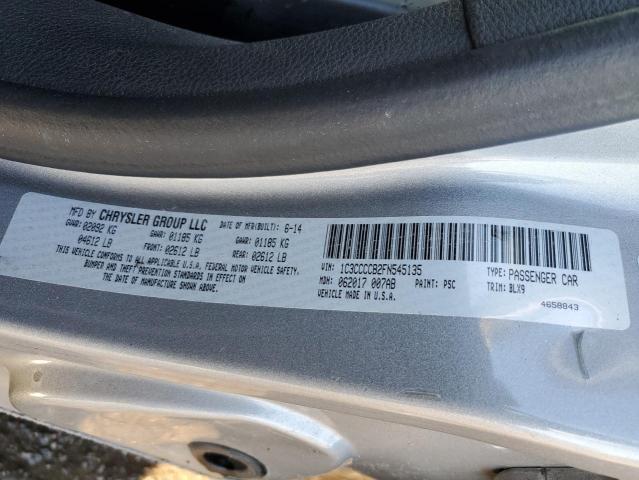 MFD BY CHRYSLER GROUP LLC DATE OF MFR(BUILT): 6-14
GVWR: 02092 KG GAWR: 01185 KG GAWR: 01185 KG
04612 LB FRONT: 02612 LB REAR: 02612 LB
THIS VEHICLE CONFORMS TO ALL APPLICABLE U.S.A. FEDERAL MOTOR VEHICLE SAFETY,
BUMPER AND THEFT PREVENTION STANDARDS IN EFFECT ON
THE DATE OF MANUFACTURE SHOWN ABOVE.
VIN: 1C3CCCCB2FN545135 TYPE: PASSENGER CAR
MDH: 062017 007AB PAINT: PSC TRIM: BLX9
VEHICLE MADE IN U.S.A. 4658843